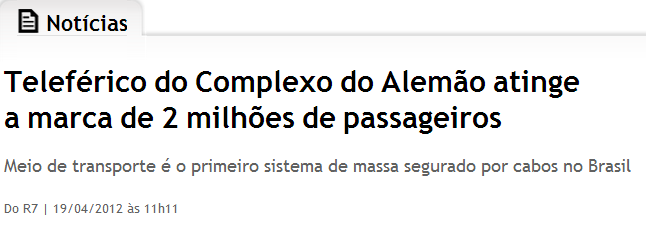 Notícias
Teleférico do Complexo do Alemão atinge
a marca de 2 milhões de passageiros
Meio de transporte é o primeiro sistema de massa segurado por cabos no Brasil
Do R7 | 19/04/2012 às 11h11